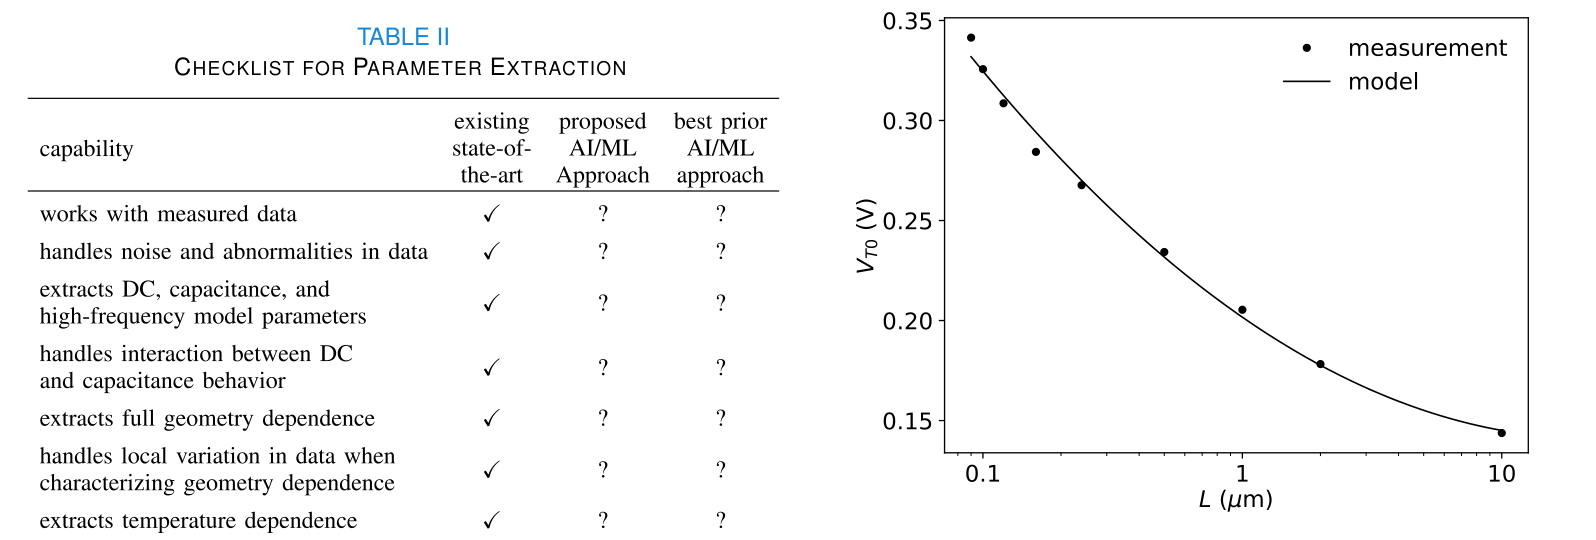 TABLE II
CHECKLIST FOR PARAMETER EXTRACTION
capability
existing
state-of-
the-art
proposed
AI/ML
Approach
best prior
AI/ML
approach
works with measured data ✓ ? ?
handles noise and abnormalities in data ✓ ? ?
extracts DC, capacitance, and
high-frequency model parameters ✓ ? ?
handles interaction between DC
and capacitance behavior ✓ ? ?
extracts full geometry dependence ✓ ? ?
handles local variation in data when
characterizing geometry dependence ✓ ? ?
extracts temperature dependence ✓ ? ?
measurement
model
0.35
0.30
0.25
0.20
0.15
V_{T0} (V)
0.1 1 10
L (μm)